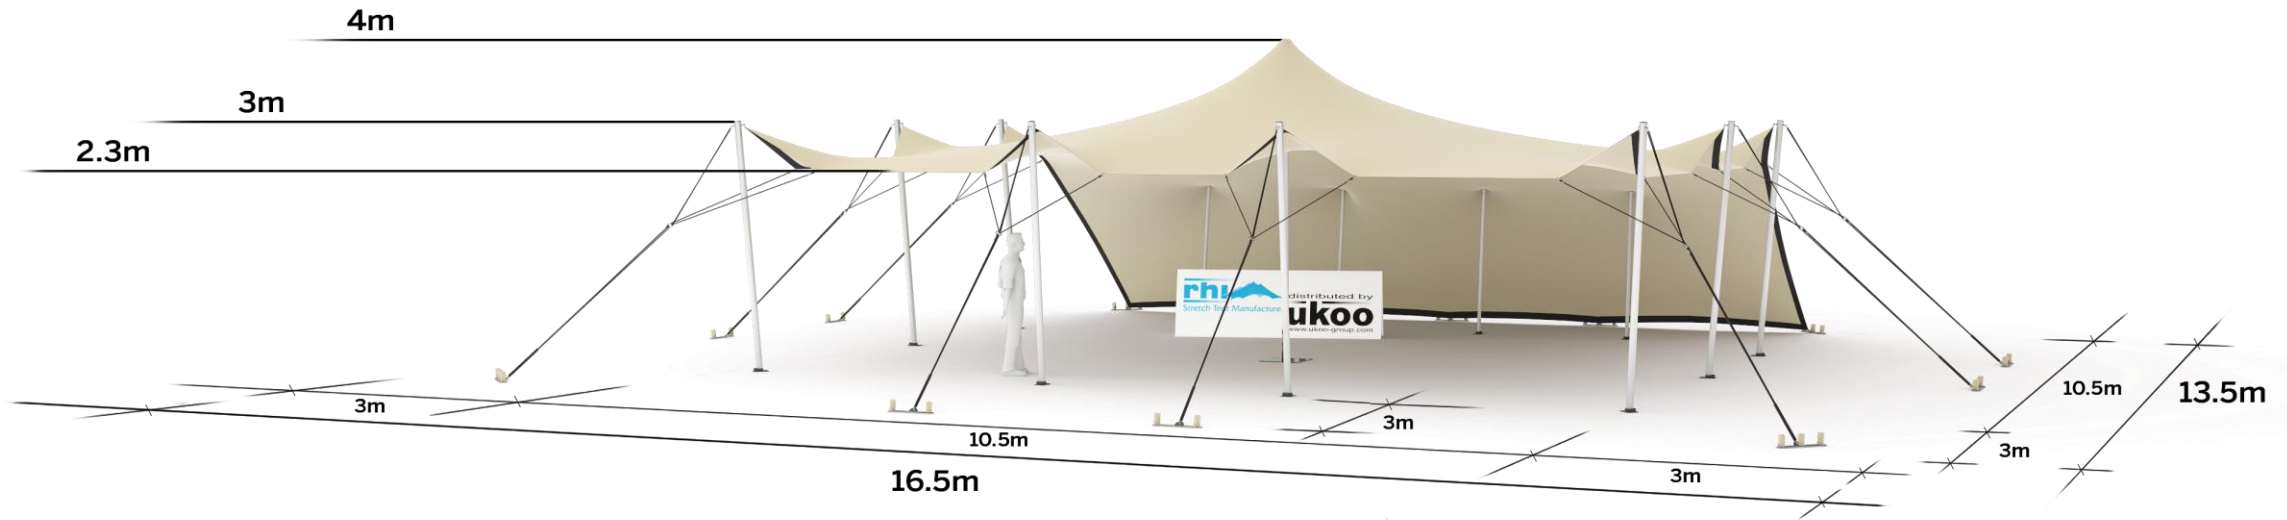 4m
3m
2.3m
rhi
Stretch Tent Manufacture
distributed by
ukoo
www.ukoo-group.com
3m
10.5m
3m
3m
16.5m
10.5m
3m
13.5m